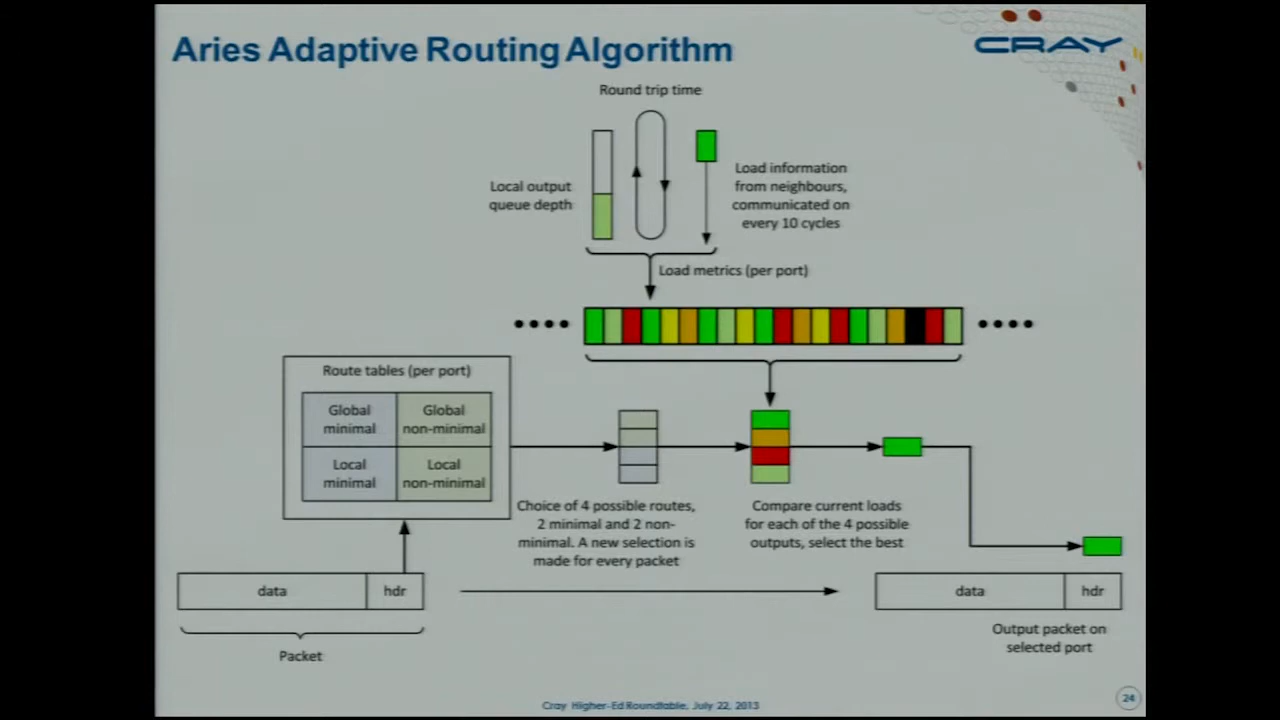 Aries Adaptive Routing Algorithm
CRAY
Round trip time
Local output
queue depth
Load information
from neighbours,
communicated on
every 10 cycles
Load metrics (per port)
Route tables (per port)
Global
minimal
Global
non-minimal
Local
minimal
Local
non-minimal
Choice of 4 possible routes,
2 minimal and 2 non-
minimal. A new selection is
made for every packet
Compare current loads
for each of the 4 possible
outputs, select the best
data
hdr
Packet
data
hdr
Output packet on
selected port
Cray Higher-Ed Roundtable, July 22, 2013
24